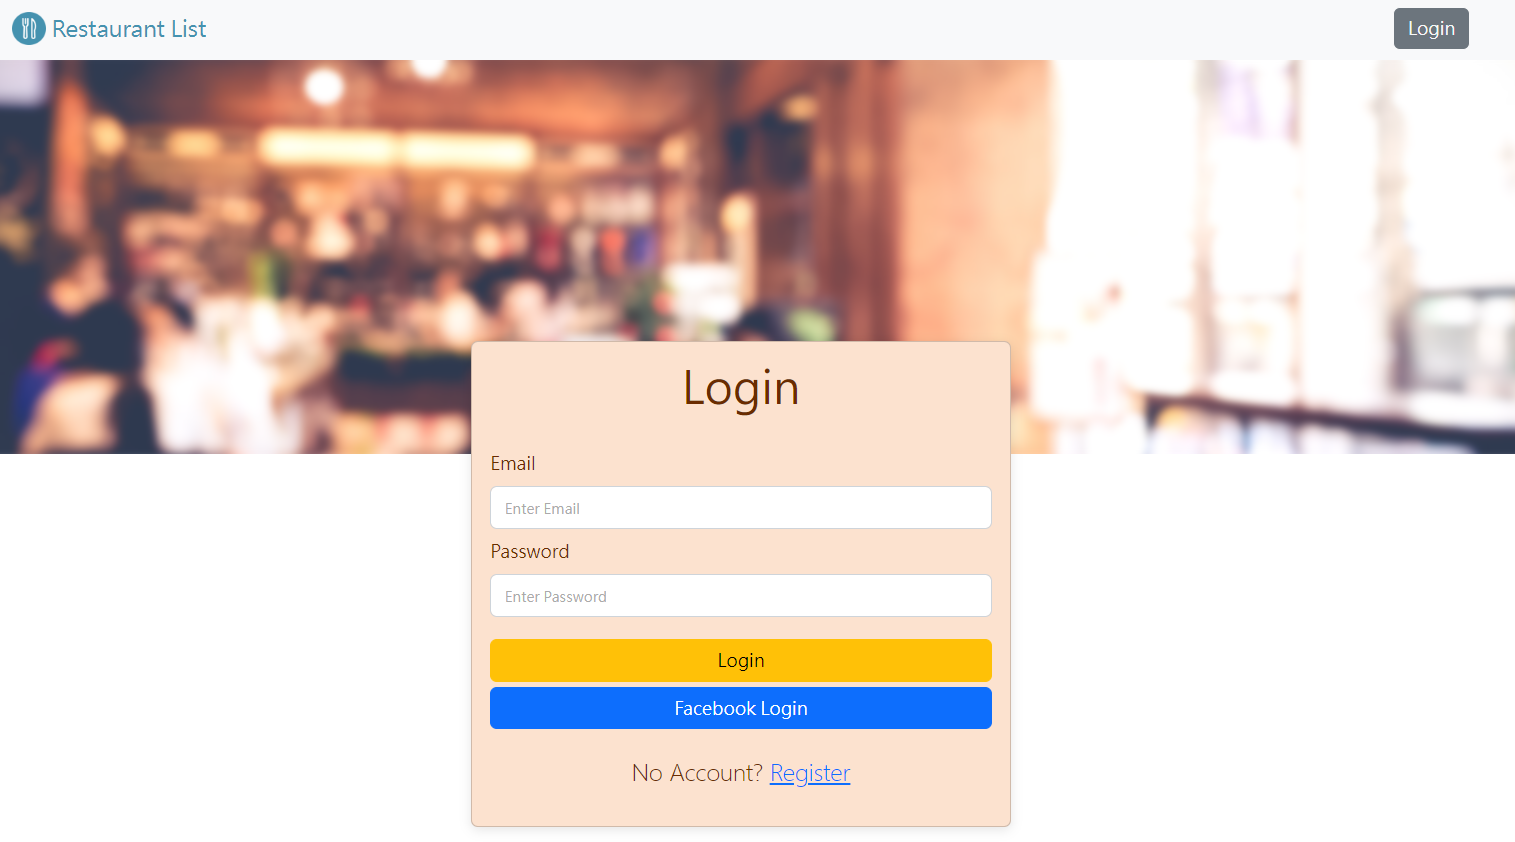 Restaurant List
Login
Login
Email
Enter Email
Password
Enter Password
Login
Facebook Login
No Account? Register